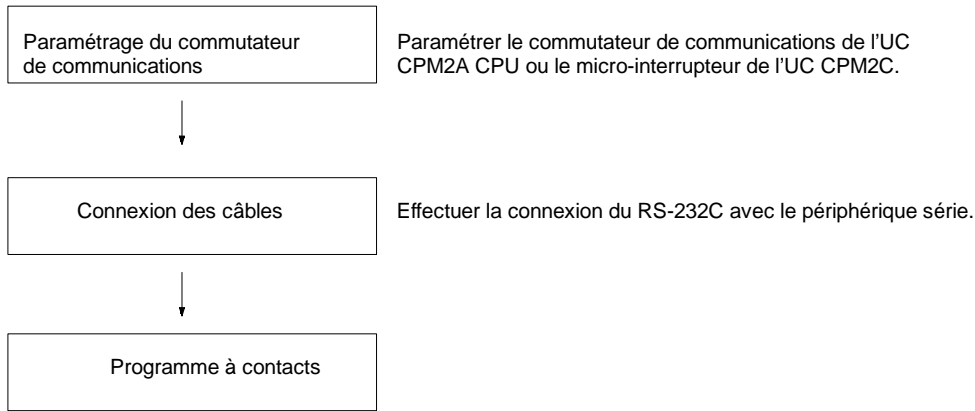 Paramétrage du commutateur
de communications
Paramétrer le commutateur de communications de l'UC
CPM2A CPU ou le micro-interrupteur de l'UC CPM2C.
Connexion des câbles
Effectuer la connexion du RS-232C avec le périphérique série.
Programme à contacts